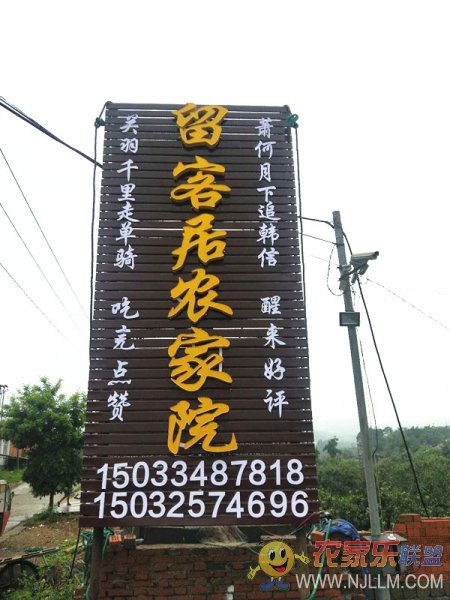 留客居农家院
萧何月下追韩信 醒来好评
关羽千里走单骑 吃完点赞
15033487818
15032574696
农家乐联盟
WWW.NJLLM.COM